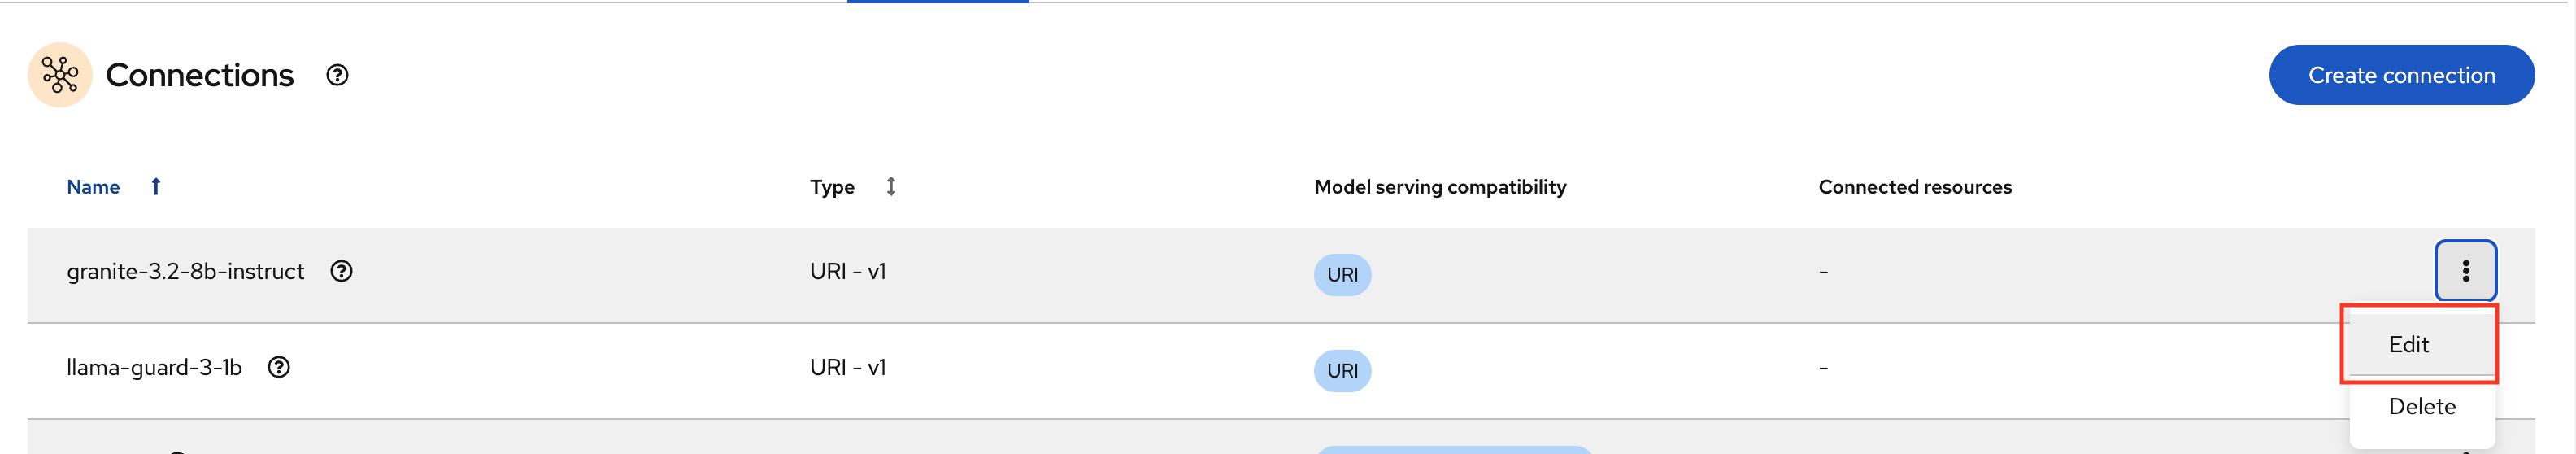 Connections
Create connection
Name Type Model serving compatibility Connected resources
granite-3.2-8b-instruct URI - v1 URI -
Edit
llama-guard-3-1b URI - v1 URI -
Delete